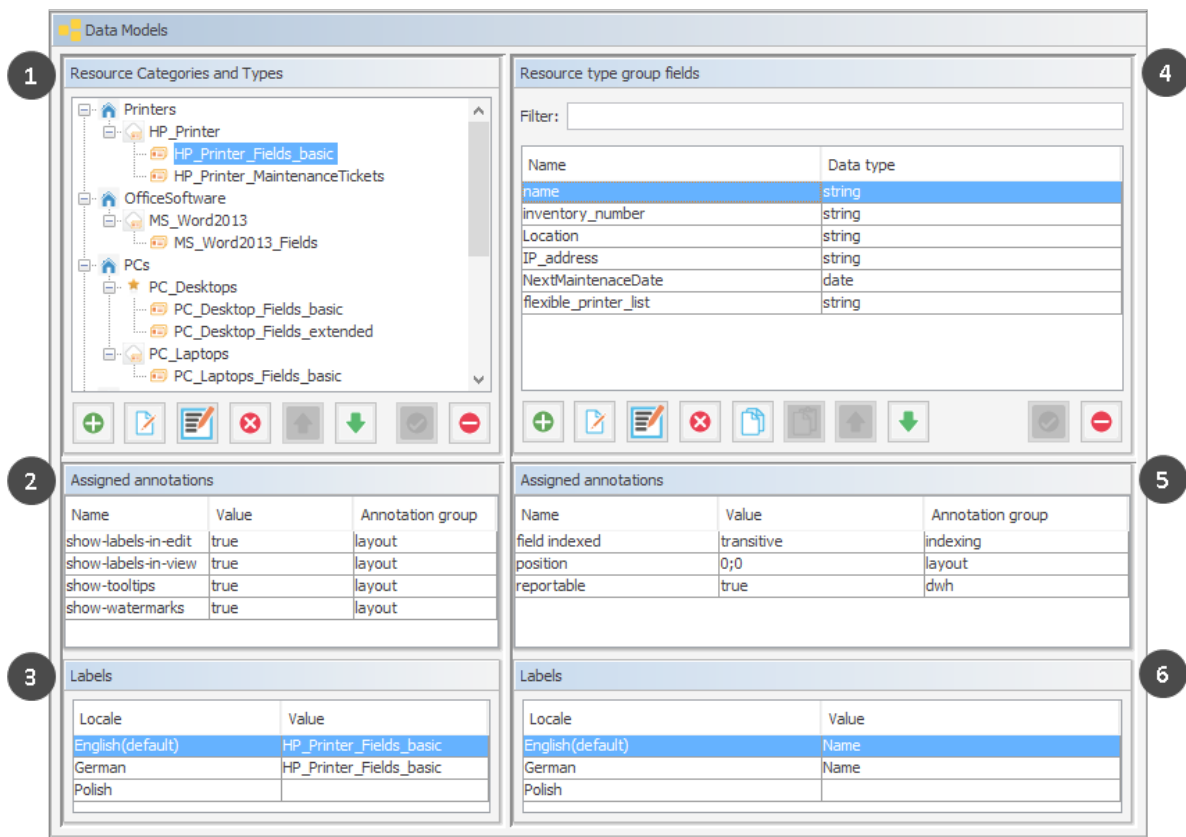 Data Models
1
Resource Categories and Types
Printers
HP_Printer
HP_Printer_Fields_basic
HP_Printer_MaintenanceTickets
OfficeSoftware
MS_Word2013
MS_Word2013_Fields
PCs
PC_Desktops
PC_Desktop_Fields_basic
PC_Desktop_Fields_extended
PC_Laptops
PC_Laptops_Fields_basic
4
Resource type group fields
Filter:
Name Data type
name string
inventory_number string
Location string
IP_address string
NextMaintenaceDate date
flexible_printer_list string
2
Assigned annotations
Name Value Annotation group
show-labels-in-edit true layout
show-labels-in-view true layout
show-tooltips true layout
show-watermarks true layout
5
Assigned annotations
Name Value Annotation group
field indexed transitive indexing
position 0;0 layout
reportable true dwh
3
Labels
Locale Value
English(default) HP_Printer_Fields_basic
German HP_Printer_Fields_basic
Polish
6
Labels
Locale Value
English(default) Name
German Name
Polish